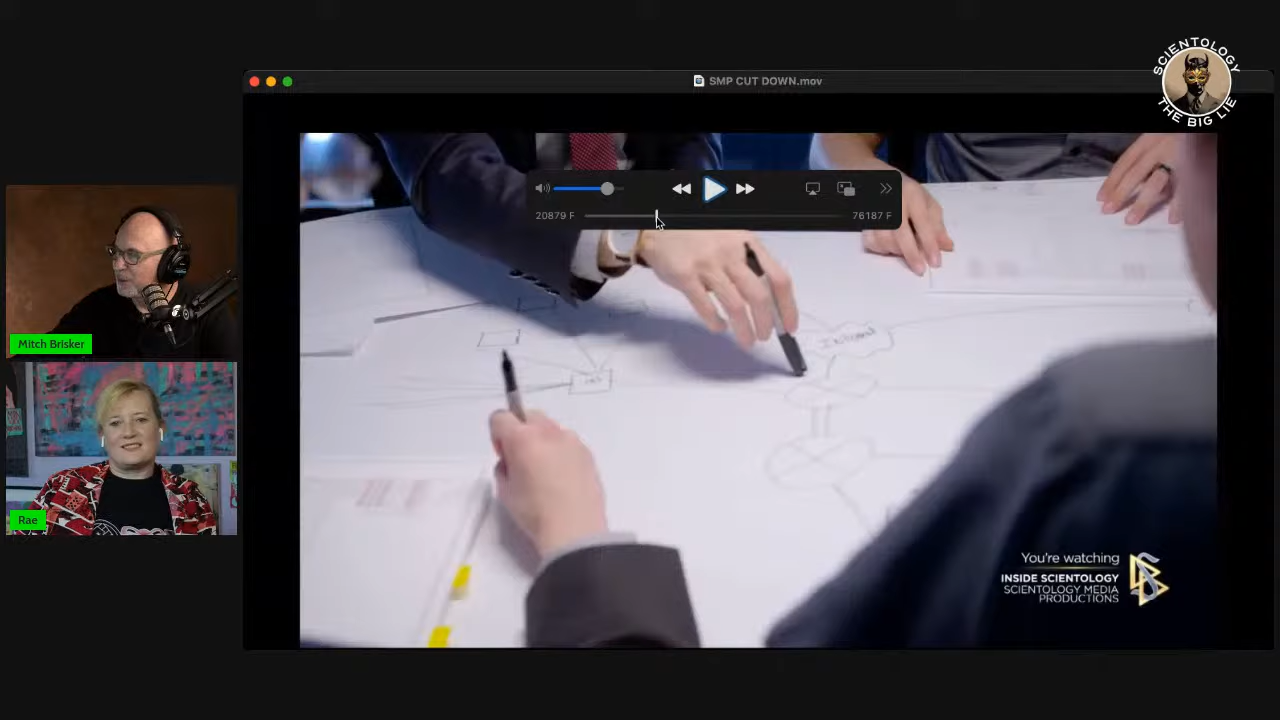 SMP CUT DOWN.mov
SCIENTOLOGY
THE BIG LIE
20879 F
76187 F
Mitch Brisker
Rae
You're watching
INSIDE SCIENTOLOGY
SCIENTOLOGY MEDIA
PRODUCTIONS